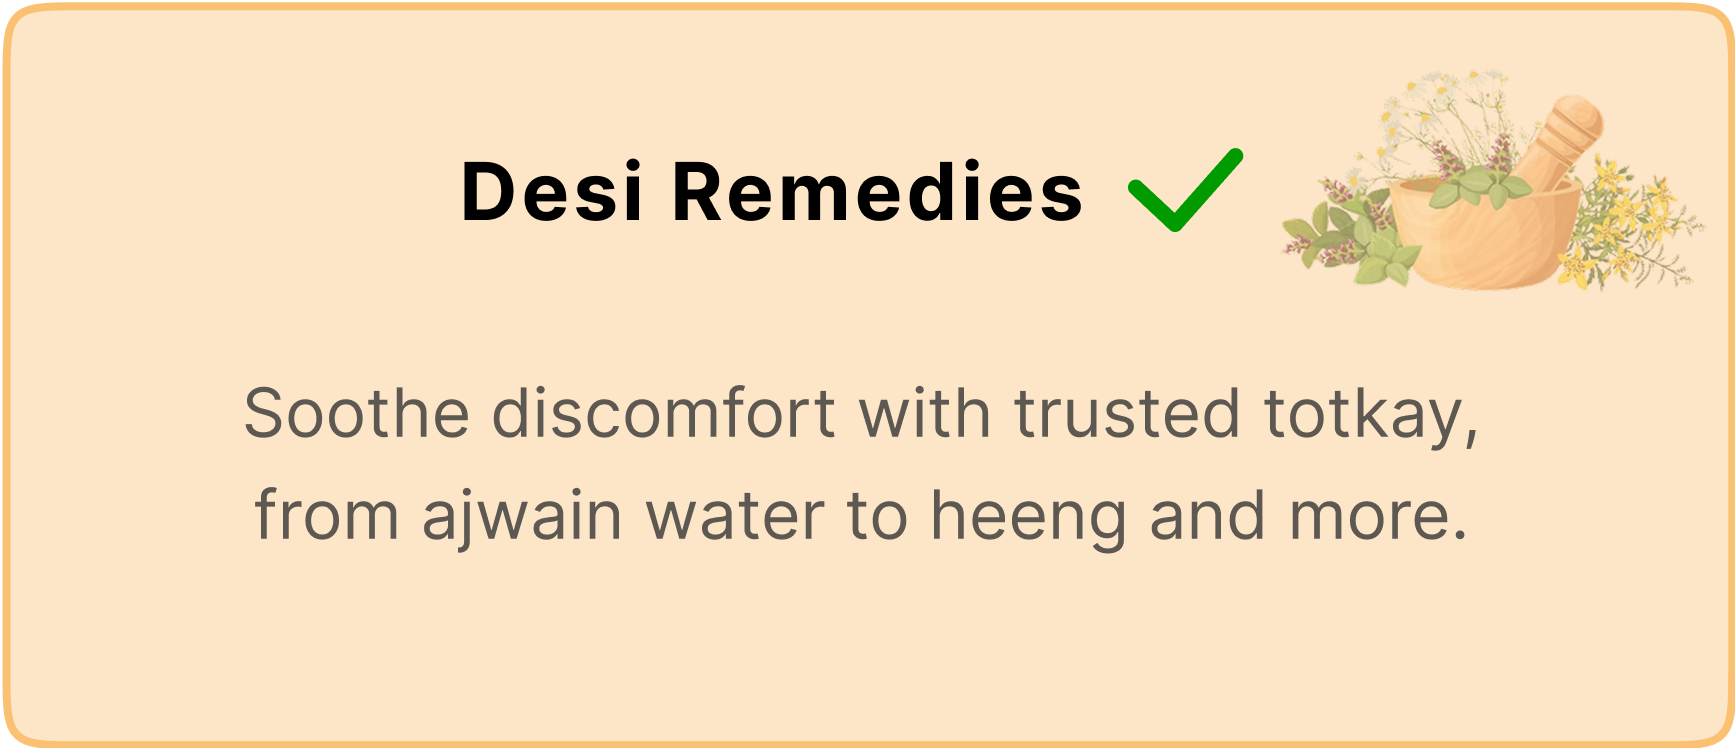 Desi Remedies
Soothe discomfort with trusted totkay,
from ajwain water to heeng and more.